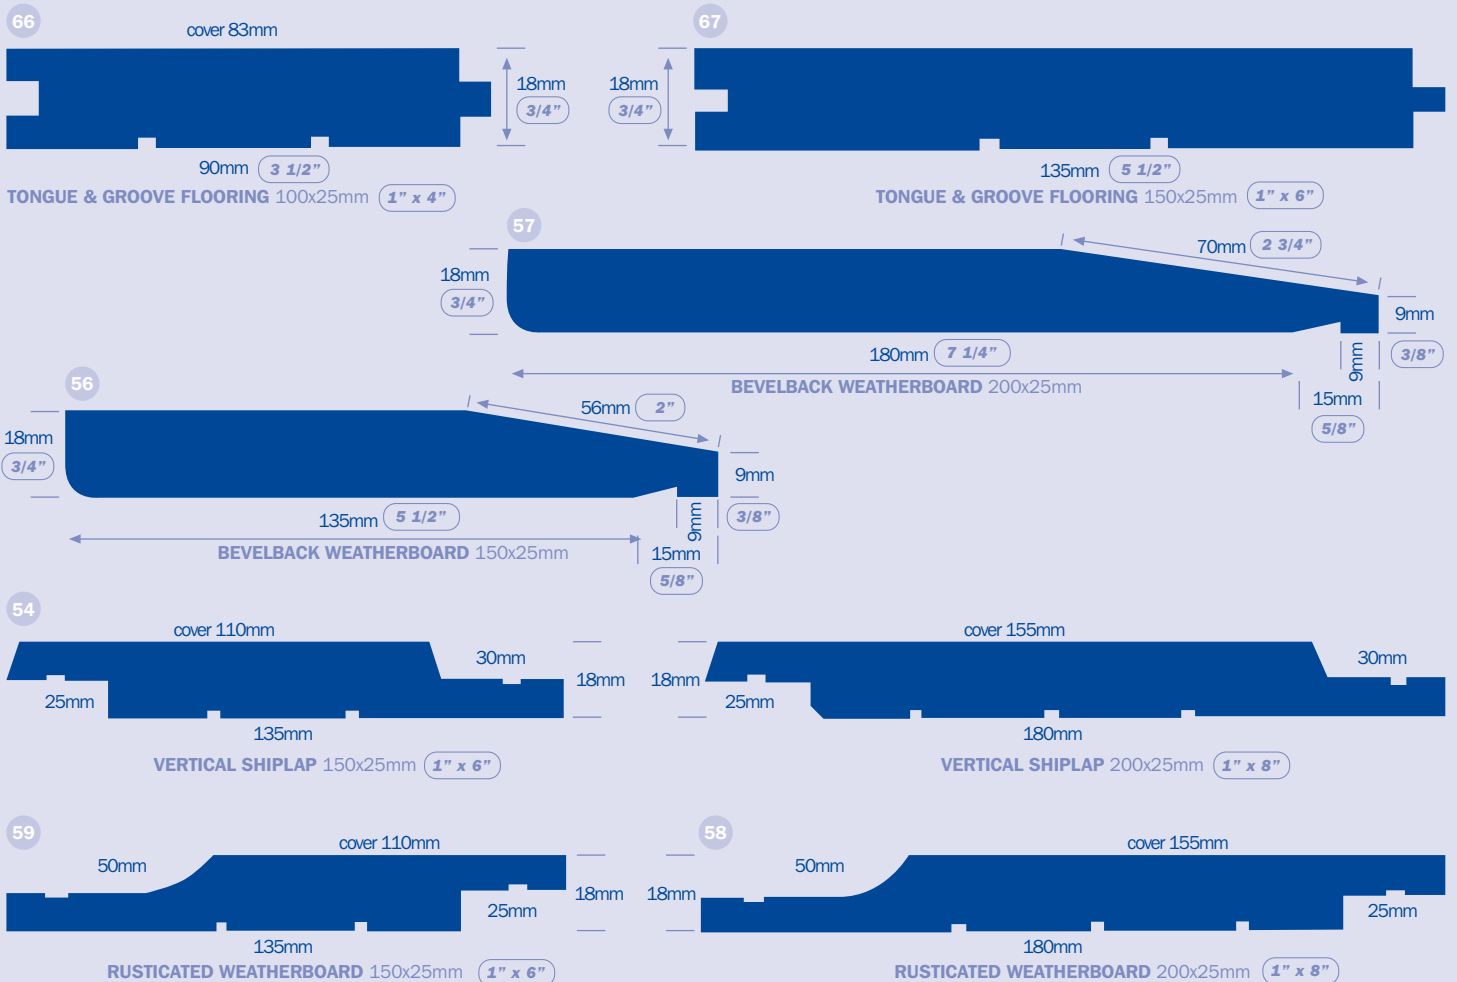 66
cover 83mm
18mm
3/4”
90mm 3 1/2”
TONGUE & GROOVE FLOORING 100x25mm 1” x 4”
67
18mm
3/4”
135mm 5 1/2”
TONGUE & GROOVE FLOORING 150x25mm 1” x 6”
57
18mm
3/4”
70mm 2 3/4”
9mm
3/8”
9mm
15mm
5/8”
180mm 7 1/4”
BEVELBACK WEATHERBOARD 200x25mm
56
18mm
3/4”
56mm 2”
9mm
3/8”
9mm
15mm
5/8”
135mm 5 1/2”
BEVELBACK WEATHERBOARD 150x25mm
54
cover 110mm
30mm
25mm
18mm
135mm
VERTICAL SHIPLAP 150x25mm 1” x 6”
cover 155mm
30mm
18mm
25mm
180mm
VERTICAL SHIPLAP 200x25mm 1” x 8”
59
cover 110mm
50mm
18mm
25mm
135mm
RUSTICATED WEATHERBOARD 150x25mm 1” x 6”
58
cover 155mm
50mm
18mm
25mm
180mm
RUSTICATED WEATHERBOARD 200x25mm 1” x 8”